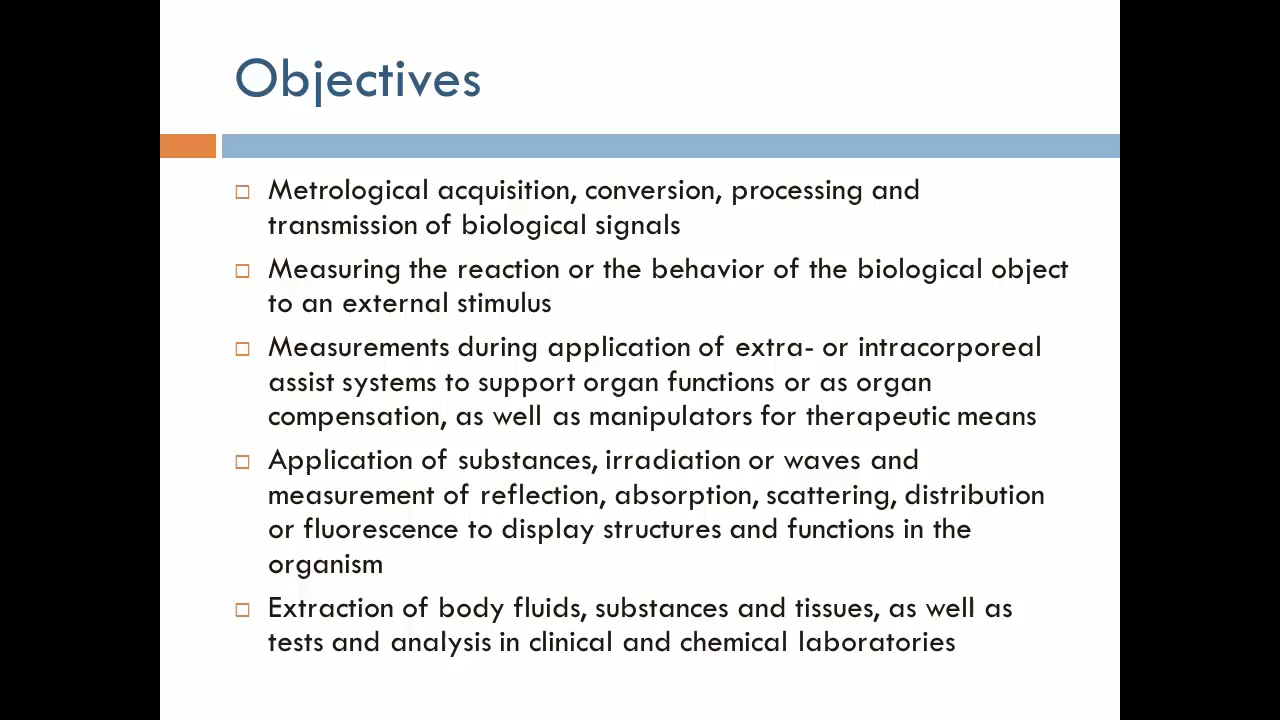 Objectives
Metrological acquisition, conversion, processing and
transmission of biological signals
Measuring the reaction or the behavior of the biological object
to an external stimulus
Measurements during application of extra- or intracorporeal
assist systems to support organ functions or as organ
compensation, as well as manipulators for therapeutic means
Application of substances, irradiation or waves and
measurement of reflection, absorption, scattering, distribution
or fluorescence to display structures and functions in the
organism
Extraction of body fluids, substances and tissues, as well as
tests and analysis in clinical and chemical laboratories